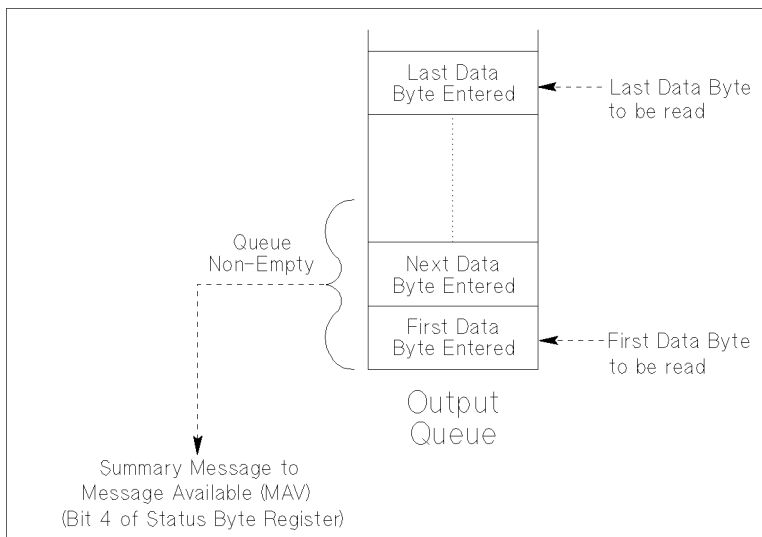 Last Data
Byte Entered
Last Data Byte
to be read
Queue
Non-Empty
Next Data
Byte Entered
First Data
Byte Entered
First Data Byte
to be read
Output
Queue
Summary Message to
Message Available (MAV)
(Bit 4 of Status Byte Register)